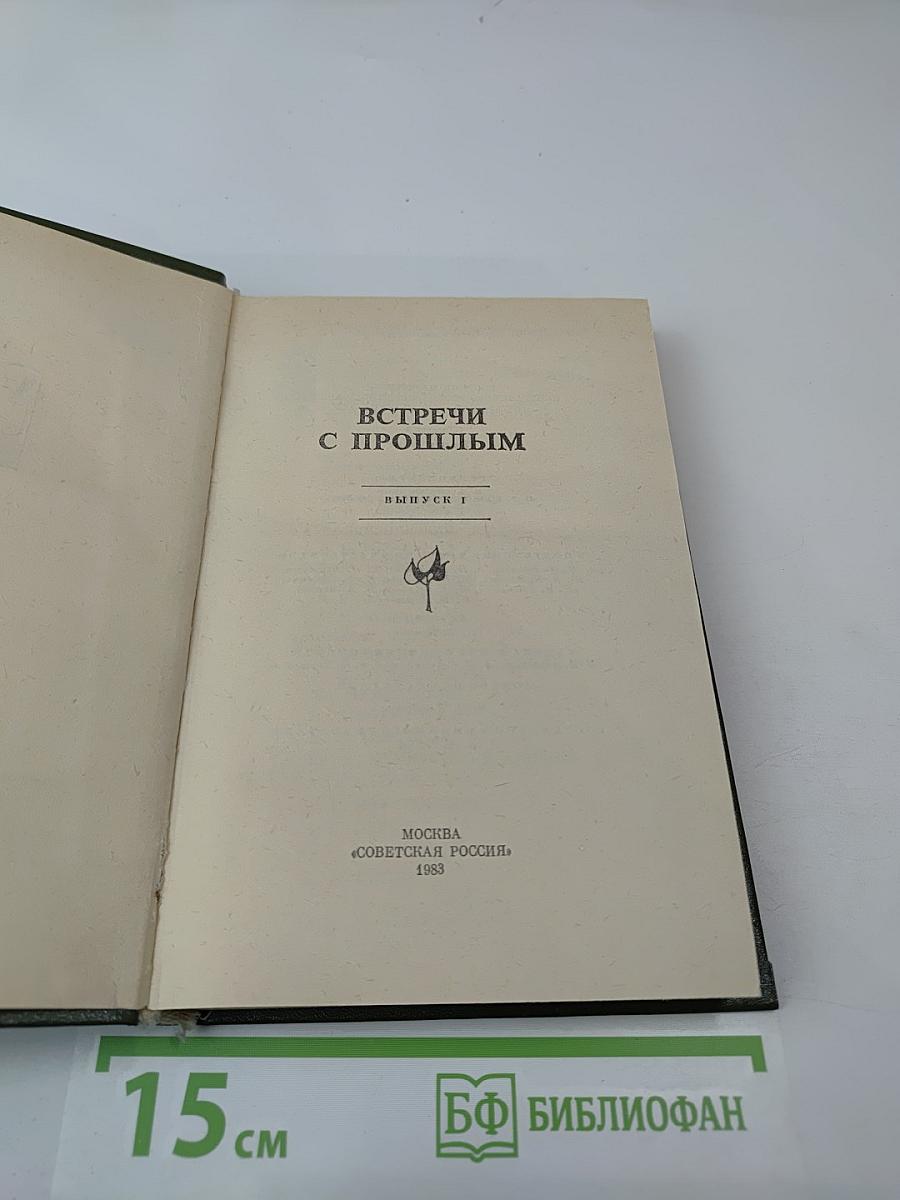 ВСТРЕЧИ
С ПРОШЛЫМ
ВЫПУСК I
МОСКВА
«СОВЕТСКАЯ РОССИЯ»
1983
15 см
БФ БИБЛИОФАН